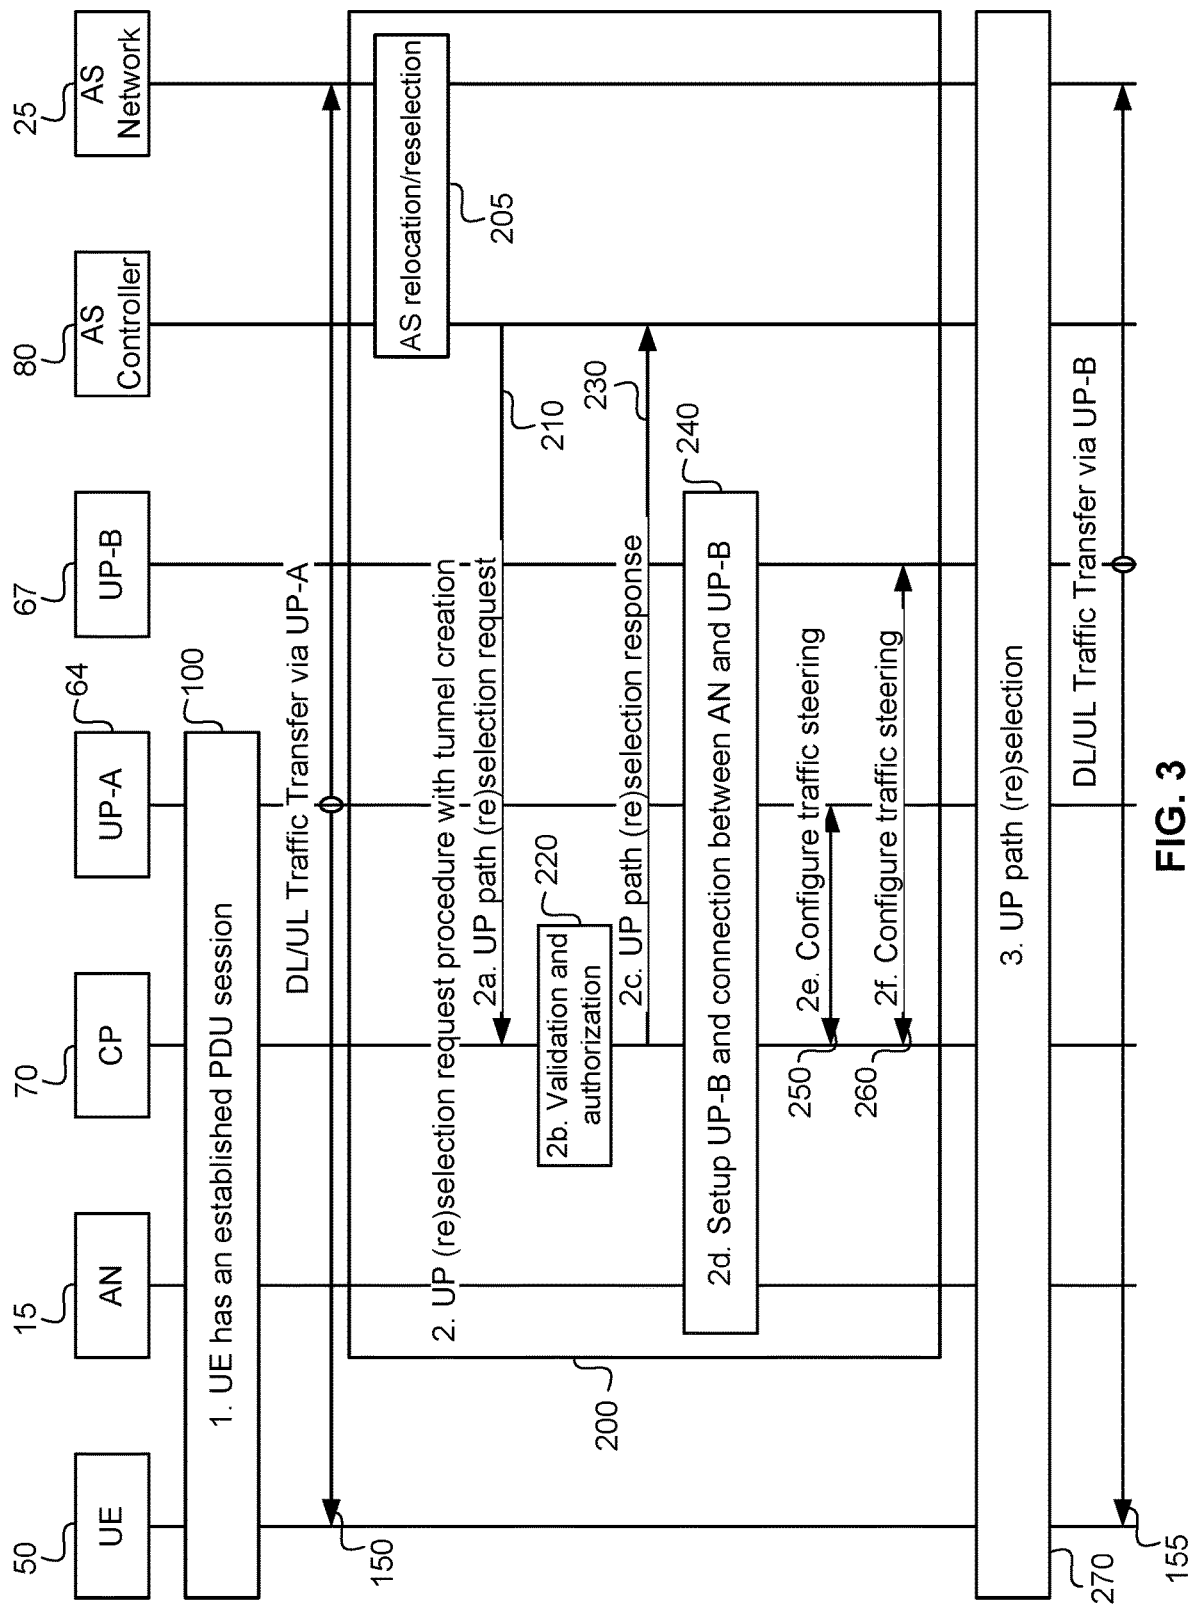 50
15
70
64
67
80
25
UE
AN
CP
UP-A
UP-B
AS
Controller
AS
Network
100
1. UE has an established PDU session
DL/UL Traffic Transfer via UP-A
150
AS relocation/reselection
205
2. UP (re)selection request procedure with tunnel creation
2a. UP path (re)selection request
210
220
2b. Validation and
authorization
230
2c. UP path (re)selection response
200
240
2d. Setup UP-B and connection between AN and UP-B
2e. Configure traffic steering
250
2f. Configure traffic steering
260
3. UP path (re)selection
270
DL/UL Traffic Transfer via UP-B
155
FIG. 3